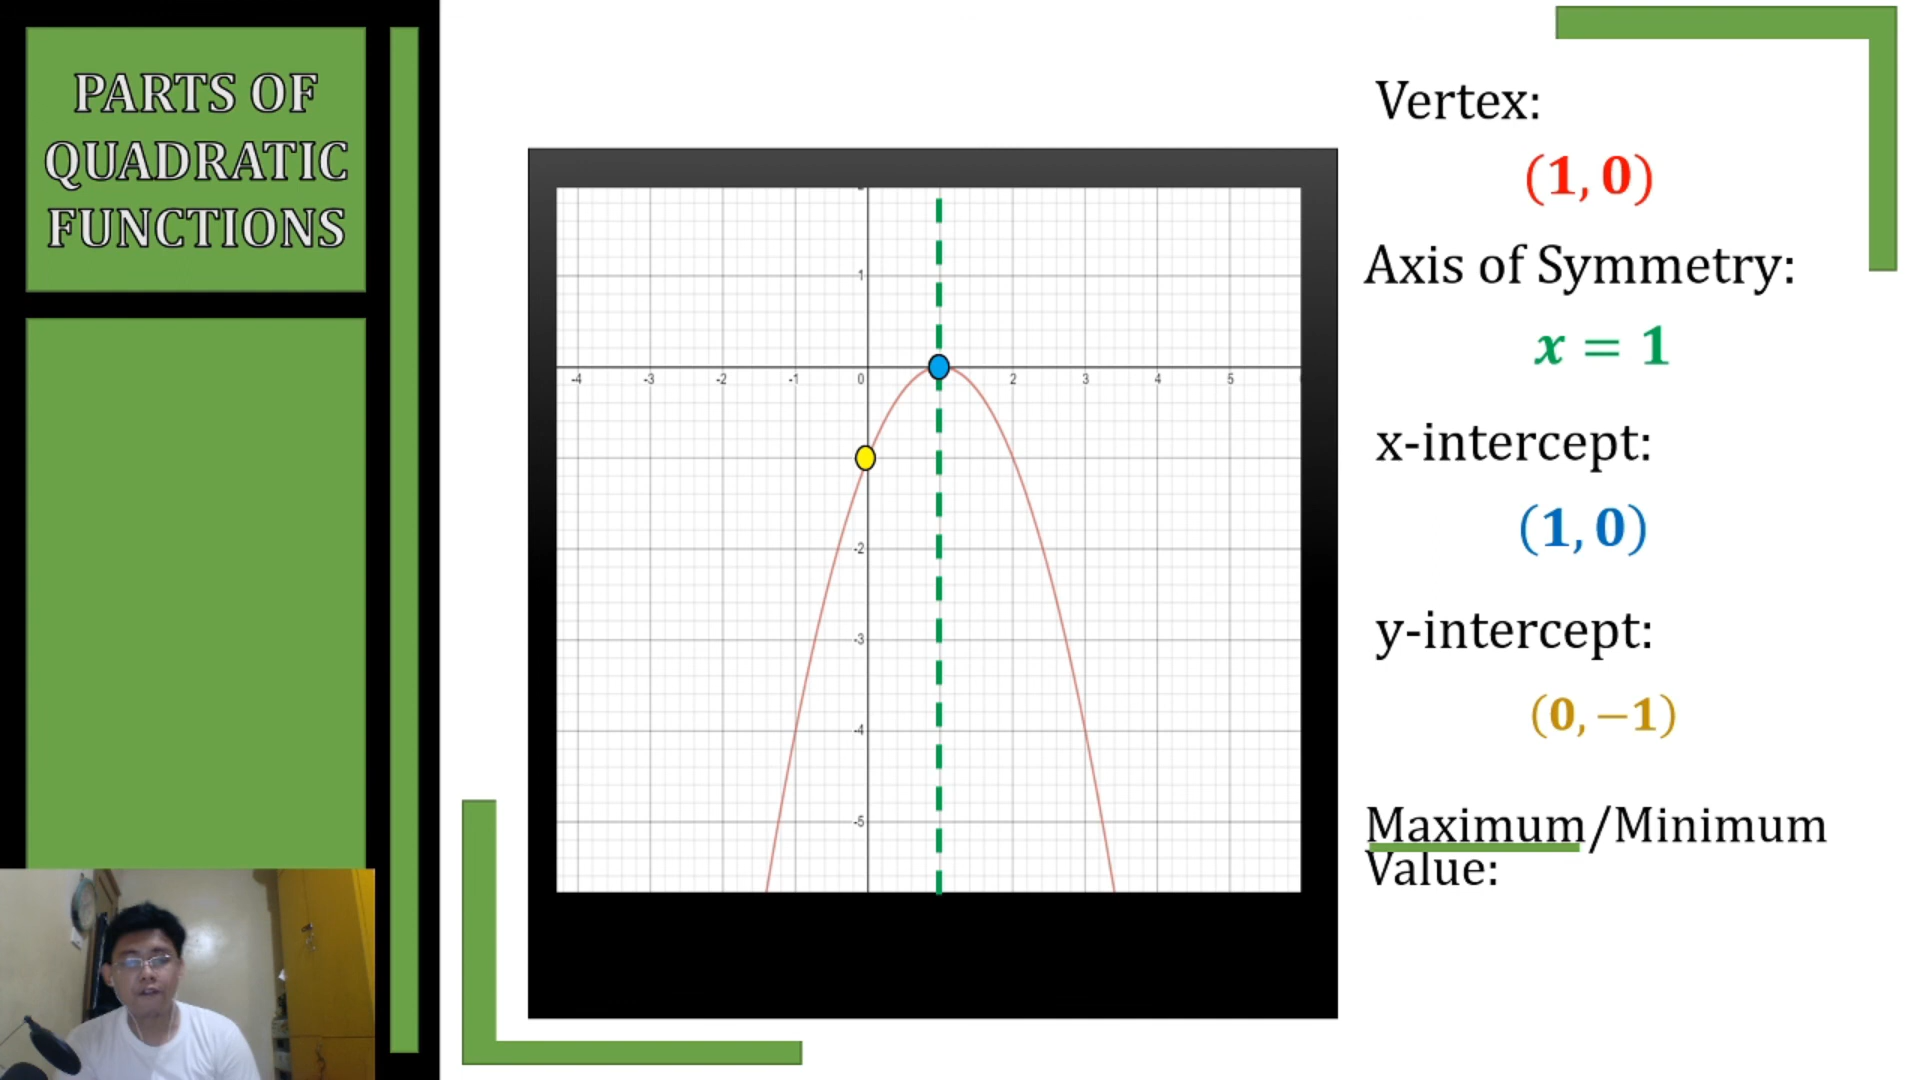 PARTS OF
QUADRATIC
FUNCTIONS
1
-4 -3 -2 -1 0 2 3 4 5
-2
-3
-4
-5
Vertex:
(1, 0)
Axis of Symmetry:
x = 1
x-intercept:
(1, 0)
y-intercept:
(0, −1)
Maximum/Minimum
Value: